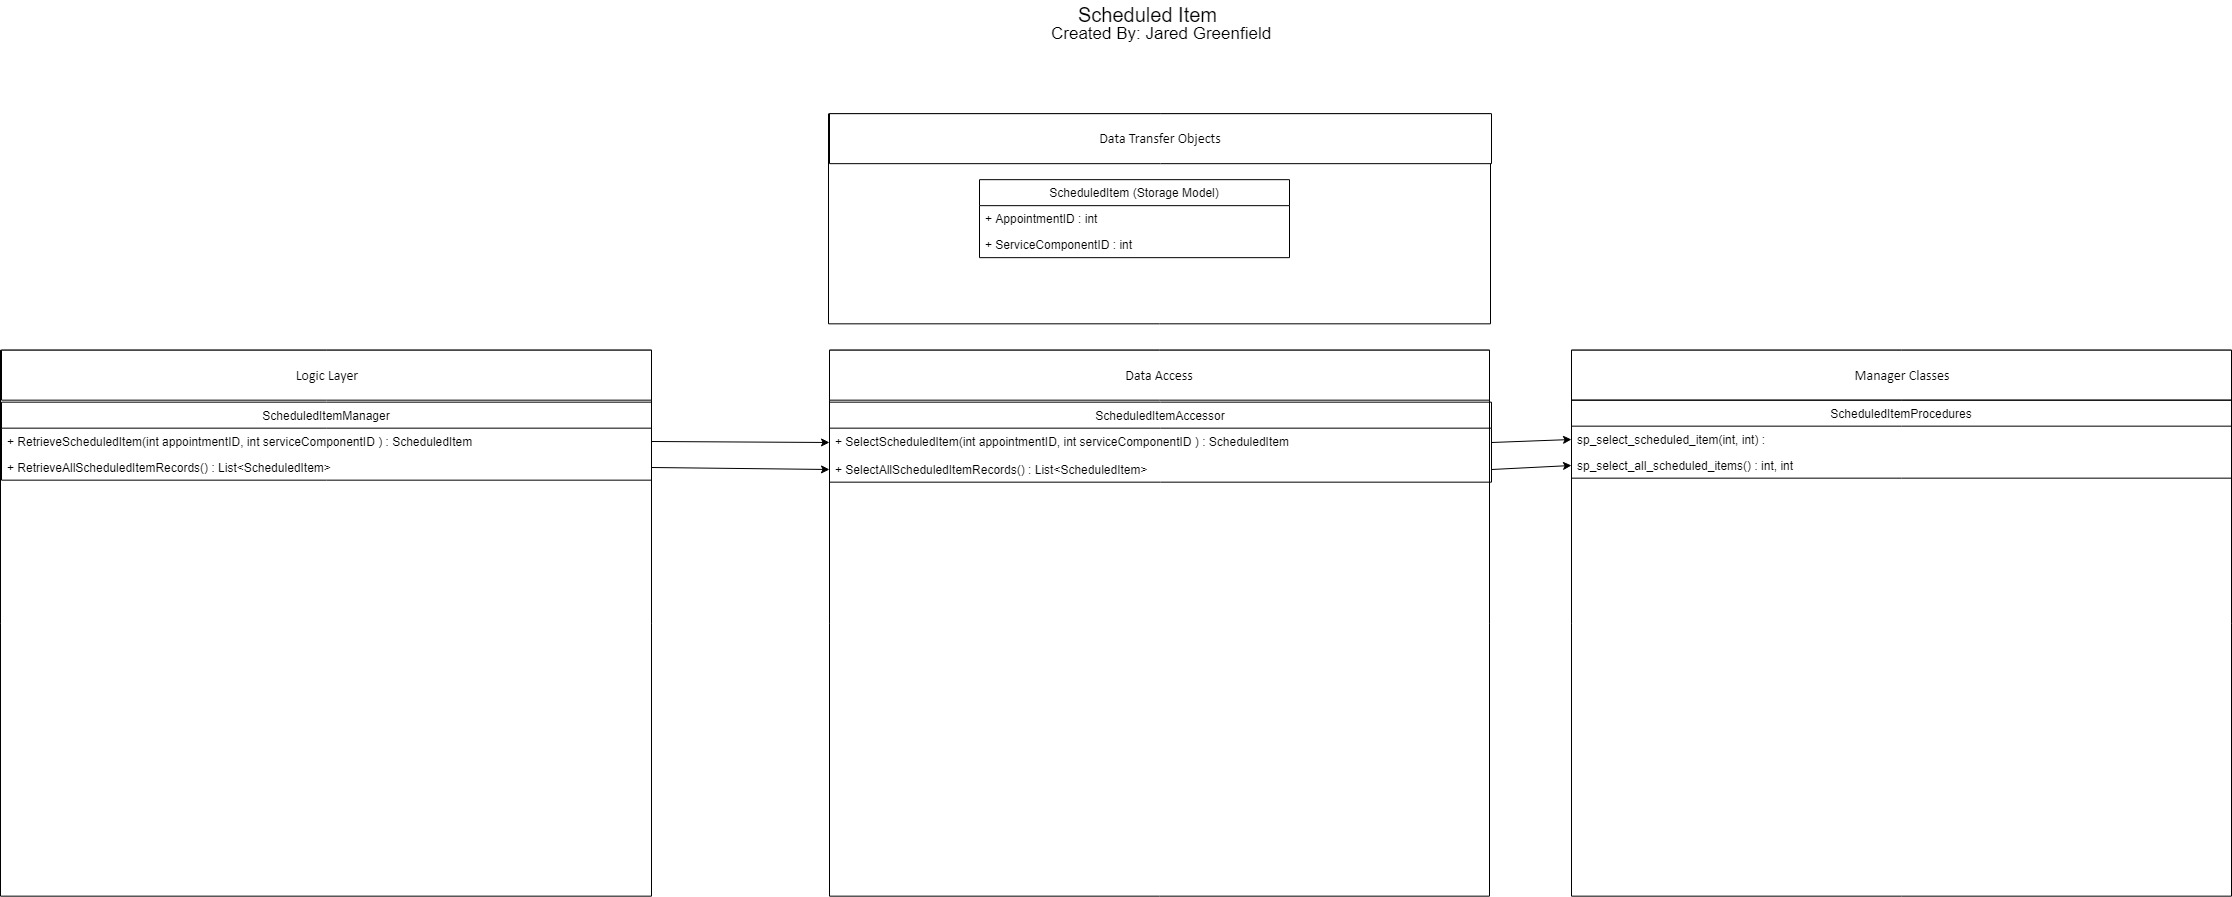 Scheduled Item
Created By: Jared Greenfield
Data Transfer Objects
ScheduledItem (Storage Model)
+ AppointmentID : int
+ ServiceComponentID : int
Logic Layer
ScheduledItemManager
+ RetrieveScheduledItem(int appointmentID, int serviceComponentID ) : ScheduledItem
+ RetrieveAllScheduledItemRecords() : List<ScheduledItem>
Data Access
ScheduledItemAccessor
+ SelectScheduledItem(int appointmentID, int serviceComponentID ) : ScheduledItem
+ SelectAllScheduledItemRecords() : List<ScheduledItem>
Manager Classes
ScheduledItemProcedures
sp_select_scheduled_item(int, int) :
sp_select_all_scheduled_items() : int, int